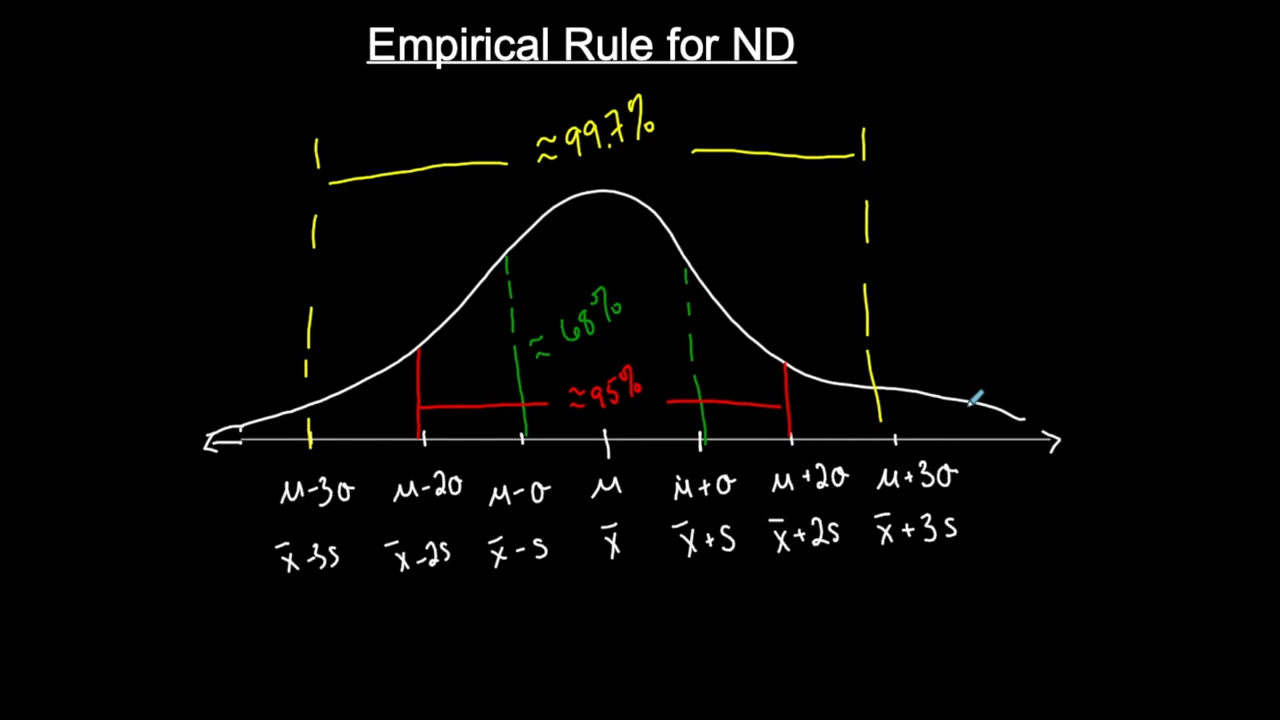 Empirical Rule for ND
≈99.7%
≈68%
≈95%
μ-3σ μ-2σ μ-σ μ μ+σ μ+2σ μ+3σ
x̄-3s x̄-2s x̄-s x̄ x̄+s x̄+2s x̄+3s